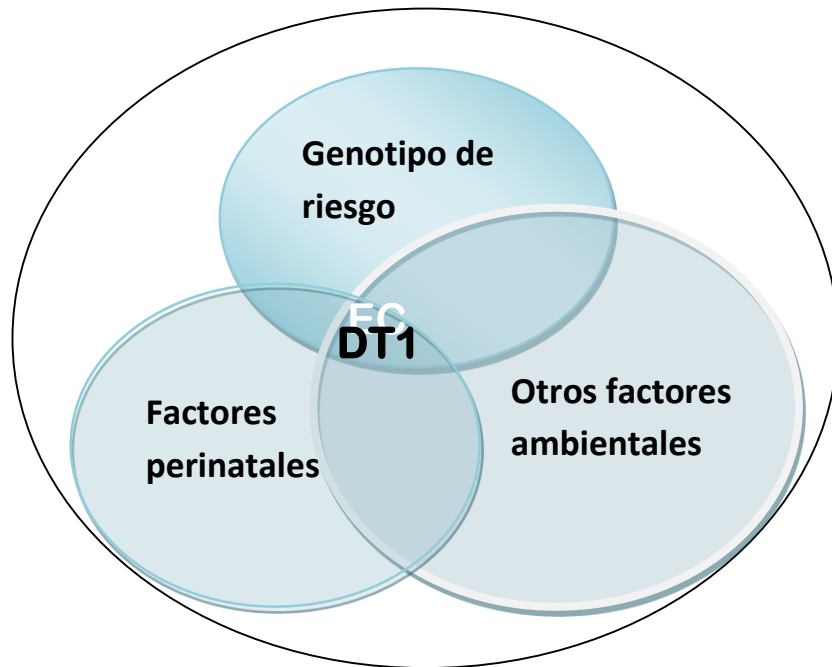 Genotipo de
riesgo
EC
DT1
Factores
perinatales
Otros factores
ambientales